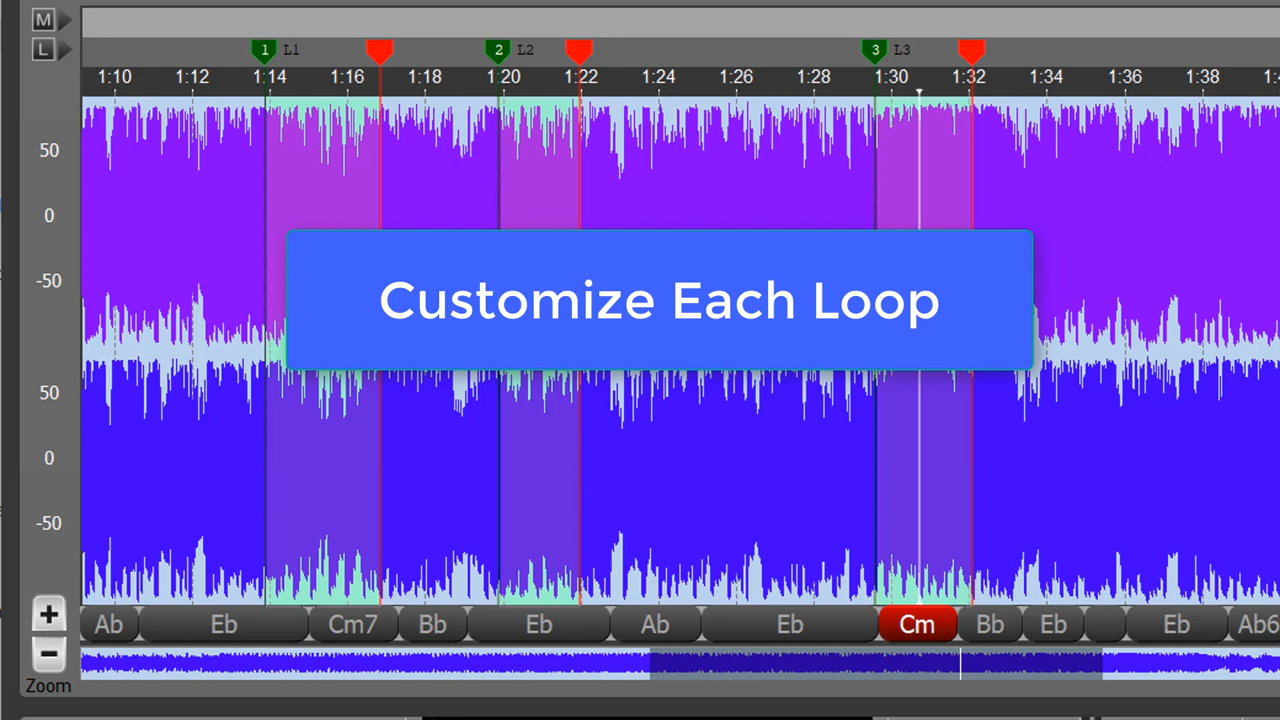 M
L
1 L1 2 L2 3 L3
1:10 1:12 1:14 1:16 1:18 1:20 1:22 1:24 1:26 1:28 1:30 1:32 1:34 1:36 1:38
50
0
-50
Customize Each Loop
50
0
-50
+
Ab Eb Cm7 Bb Eb Ab Eb Cm Bb Eb Eb Ab6
-
Zoom